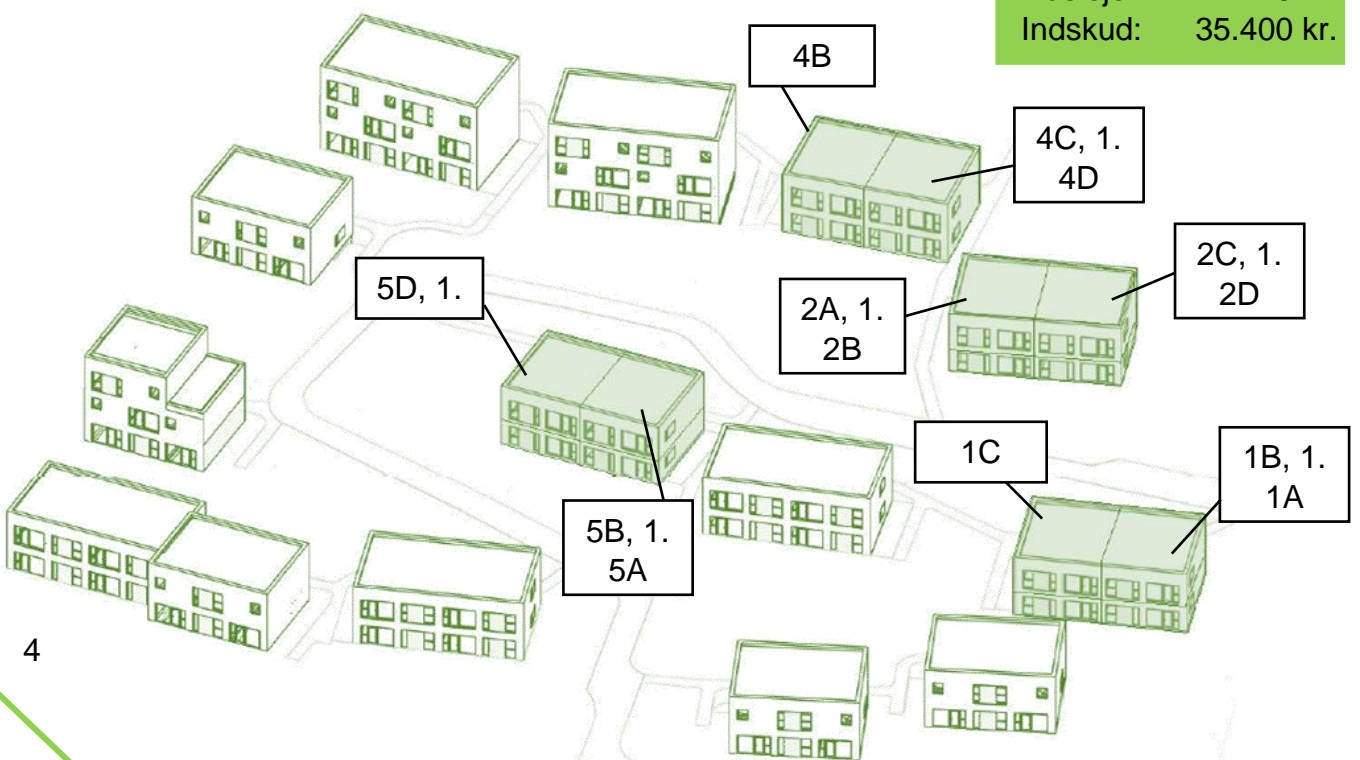 Indskud: 35.400 kr.
4B
4C, 1.
4D
2C, 1.
2D
5D, 1.
2A, 1.
2B
1C
1B, 1.
1A
5B, 1.
5A
4